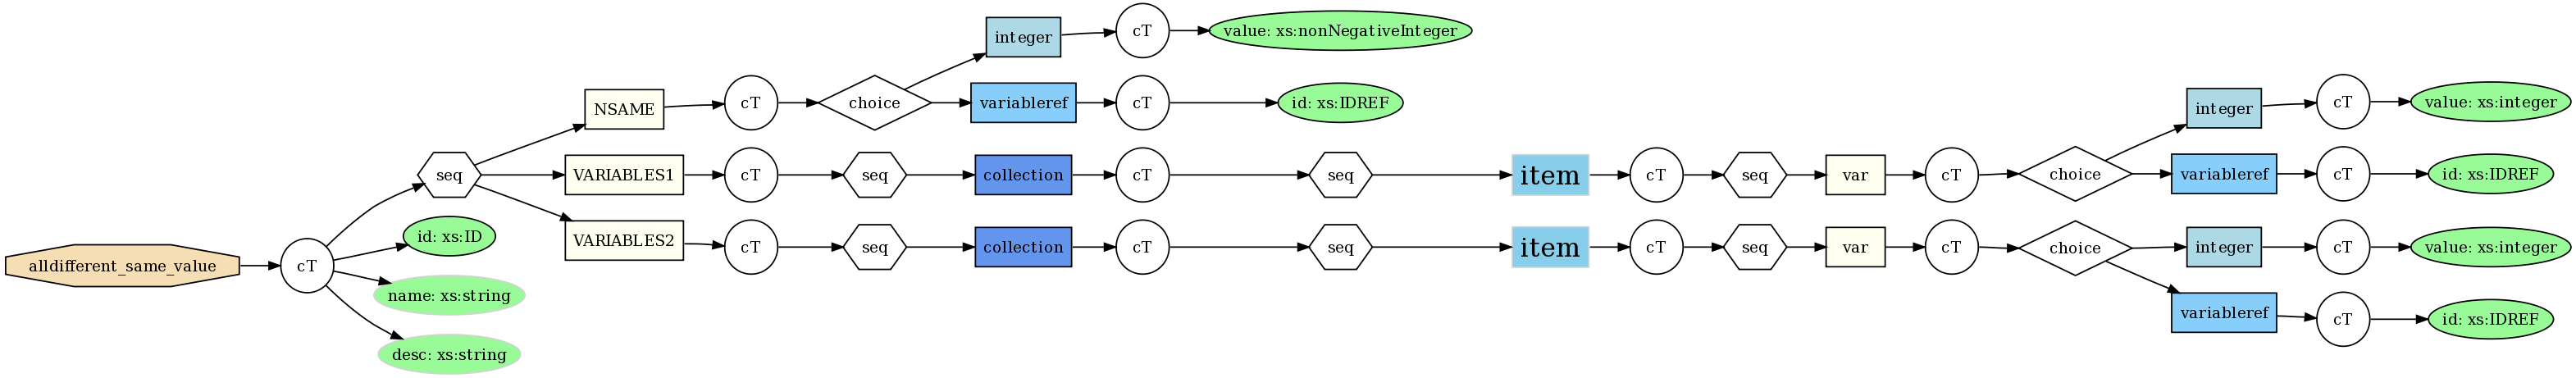 alldifferent_same_value
cT
seq
id: xs:ID
name: xs:string
desc: xs:string
NSAME
cT
choice
integer
cT
value: xs:nonNegativeInteger
variableref
cT
id: xs:IDREF
VARIABLES1
cT
seq
collection
cT
seq
item
cT
seq
var
cT
choice
integer
cT
value: xs:integer
variableref
cT
id: xs:IDREF
VARIABLES2
cT
seq
collection
cT
seq
item
cT
seq
var
cT
choice
integer
cT
value: xs:integer
variableref
cT
id: xs:IDREF